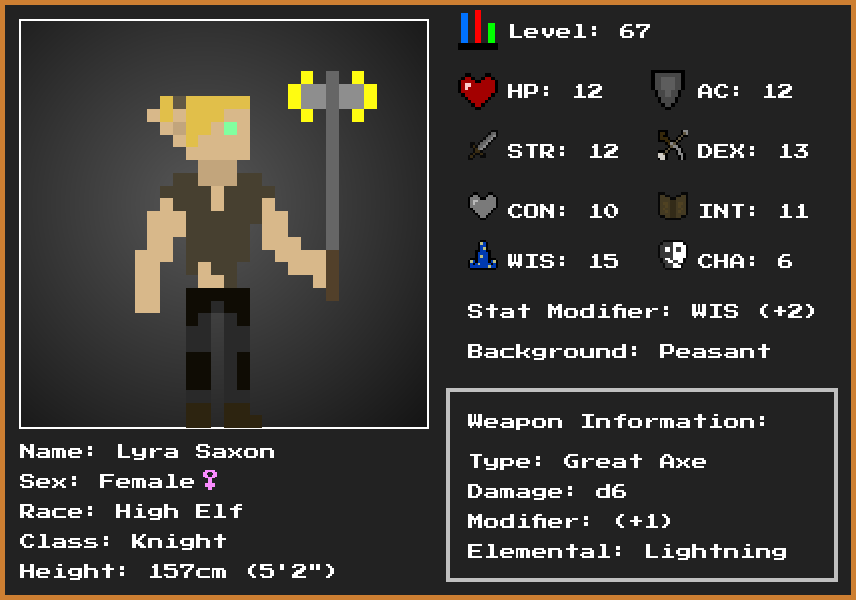 Level: 67
HP: 12
AC: 12
STR: 12
DEX: 13
CON: 10
INT: 11
WIS: 15
CHA: 6
Stat Modifier: WIS (+2)
Background: Peasant
Weapon Information:
Type: Great Axe
Damage: d6
Modifier: (+1)
Elemental: Lightning
Name: Lyra Saxon
Sex: Female♀
Race: High Elf
Class: Knight
Height: 157cm (5'2")